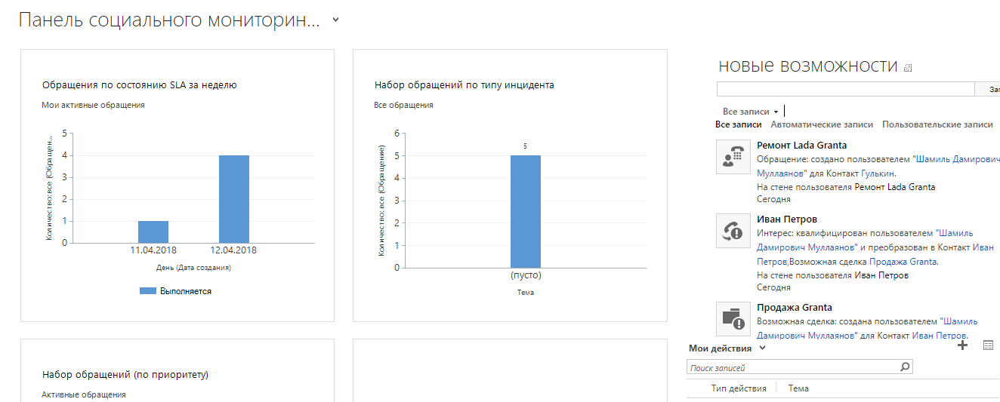 Панель социального мониторин...
Обращения по состоянию SLA за неделю
Мои активные обращения
Количество: все (Обращен...
5
4
3
2
1
0
11.04.2018
12.04.2018
День (Дата создания)
Выполняется
Набор обращений по типу инцидента
Все обращения
Количество: все (Обращение)
6
5
4
3
2
1
0
5
(пусто)
Тема
Набор обращений (по приоритету)
Активные обращения
новые возможности
Заг
Все записи
Все записи Автоматические записи Пользовательские записи
Ремонт Lada Granta
Обращение: создано пользователем "Шамиль Дамирович
Муллаянов" для Контакт Гулькин.
На стене пользователя Ремонт Lada Granta
Сегодня
Иван Петров
Интерес: квалифицирован пользователем "Шамиль
Дамирович Муллаянов" и преобразован в Контакт Иван
Петров,Возможная сделка Продажа Granta.
На стене пользователя Иван Петров
Сегодня
Продажа Granta
Возможная сделка: создана пользователем "Шамиль
Дамирович Муллаянов" для Контакт Иван Петров.
Мои действия
Поиск записей
Тип действия Тема